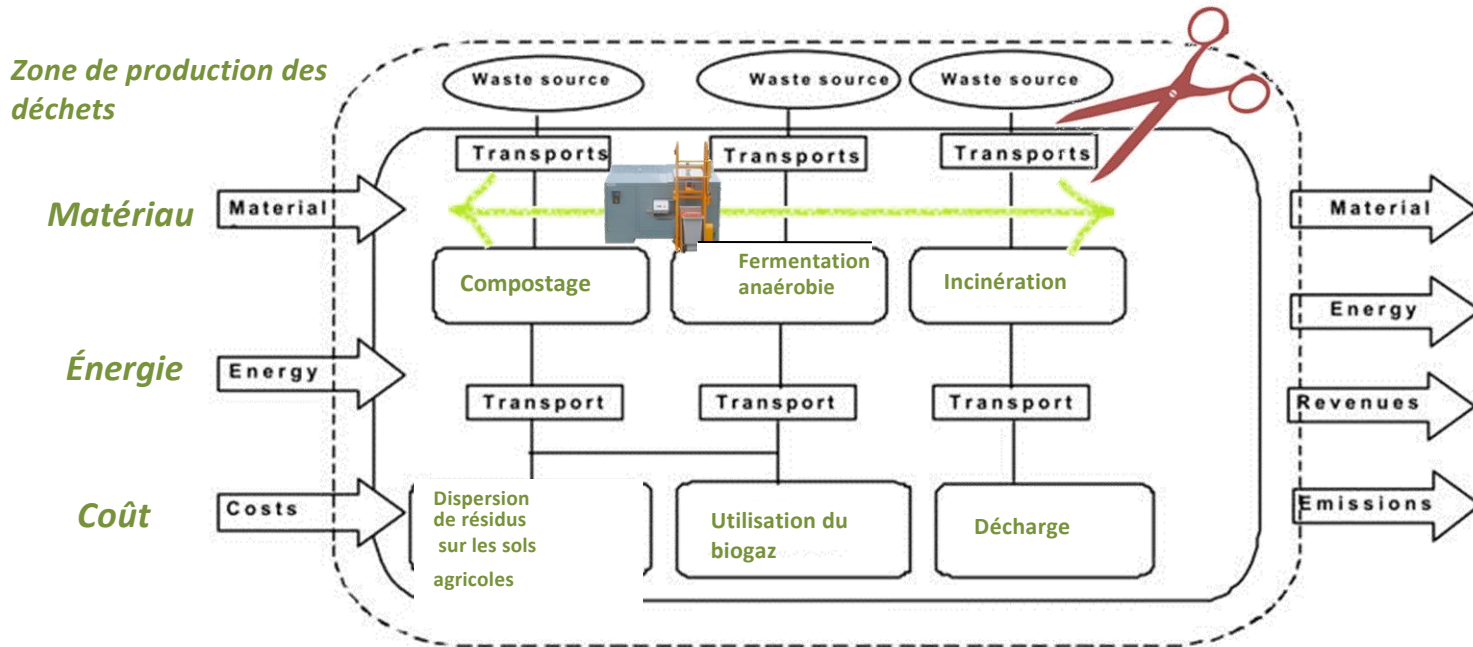 Zone de production des
déchets
Waste source
Waste source
Waste source
Transports
Transports
Transports
Matériau
Material
Material
Compostage
Fermentation
anaérobie
Incinération
Energy
Énergie
Energy
Transport
Transport
Transport
Revenues
Coût
Costs
Dispersion
de résidus
sur les sols
agricoles
Utilisation du
biogaz
Décharge
Emissions